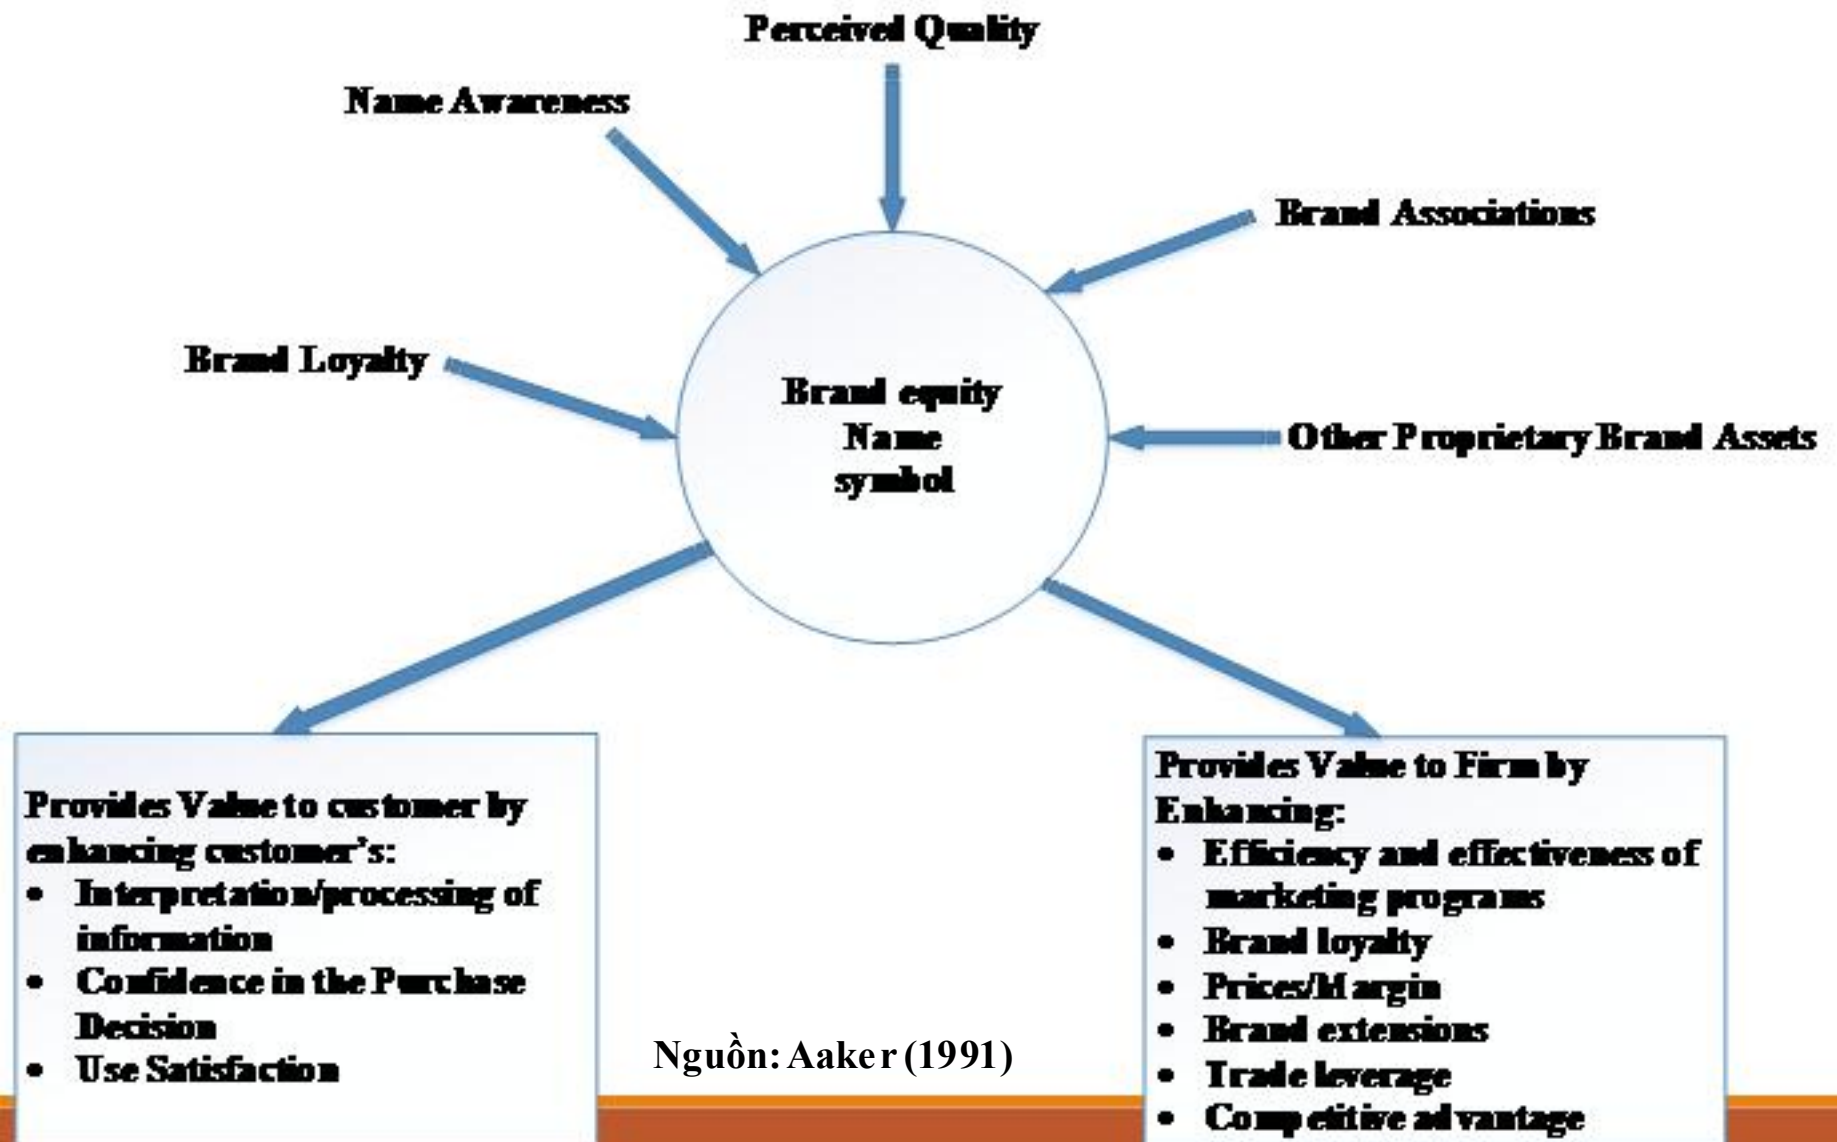 Perceived Quality
Name Awareness
Brand Associations
Brand Loyalty
Brand equity
Name
symbol
Other Proprietary Brand Assets
Provides Value to customer by
enhancing customer's:
• Interpretation/processing of
information
• Confidence in the Purchase
Decision
• Use Satisfaction
Nguồn: Aaker (1991)
Provides Value to Firm by
Enhancing:
• Efficiency and effectiveness of
marketing programs
• Brand loyalty
• Prices/Margin
• Brand extensions
• Trade leverage
• Competitive advantage